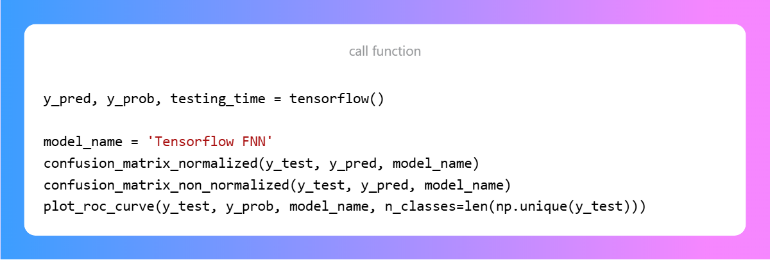 call function
y_pred, y_prob, testing_time = tensorflow()
model_name = 'Tensorflow FNN'
confusion_matrix_normalized(y_test, y_pred, model_name)
confusion_matrix_non_normalized(y_test, y_pred, model_name)
plot_roc_curve(y_test, y_prob, model_name, n_classes=len(np.unique(y_test)))